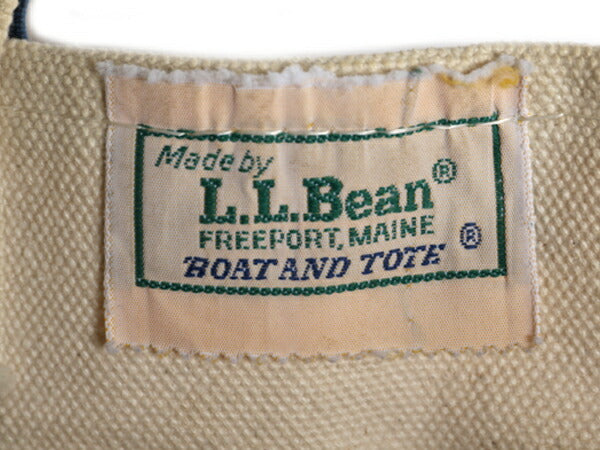 Made by
L.L.Bean®
FREEPORT, MAINE
BOAT AND TOTE ®